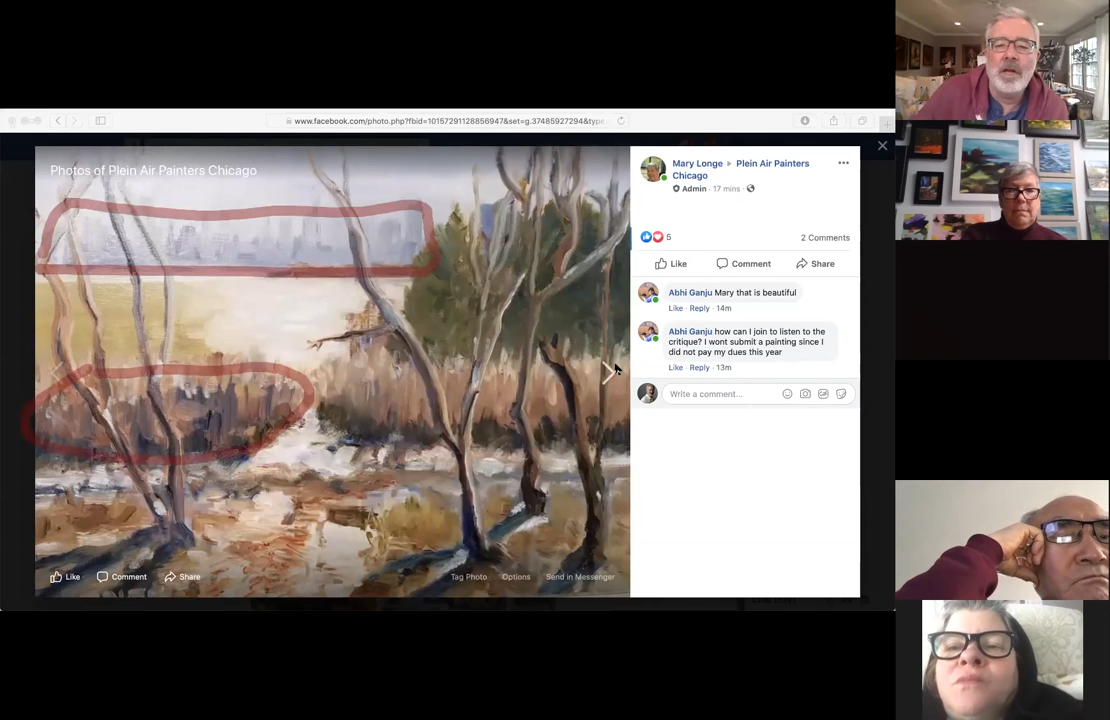 www.facebook.com/photo.php?fbid=10157291128856947&set=g.37485927294&type
Photos of Plein Air Painters Chicago
Mary Longe ▸ Plein Air Painters
Chicago
Admin · 17 mins ·
5
2 Comments
Like Comment Share
Abhi Ganju Mary that is beautiful
Like · Reply · 14m
Abhi Ganju how can I join to listen to the
critique? I wont submit a painting since I
did not pay my dues this year
Like · Reply · 13m
Write a comment...
Like Comment Share
Tag Photo Options Send in Messenger